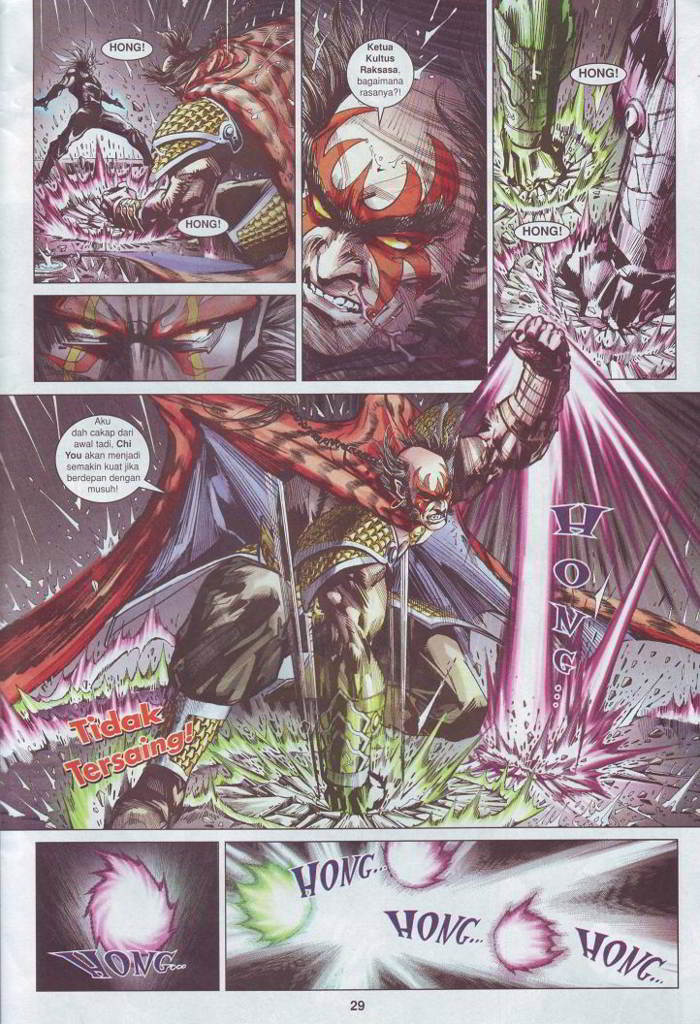 HONG!
HONG!
Ketua
Kultus
Raksasa,
bagaimana
rasanya?!
HONG!
HONG!
Aku
dah cakap dari
awal tadi, Chi
You akan menjadi
semakin kuat jika
berdepan dengan
musuh!
HONG...
Tidak
Tersaing!
HONG...
HONG...
HONG...
HONG...
29